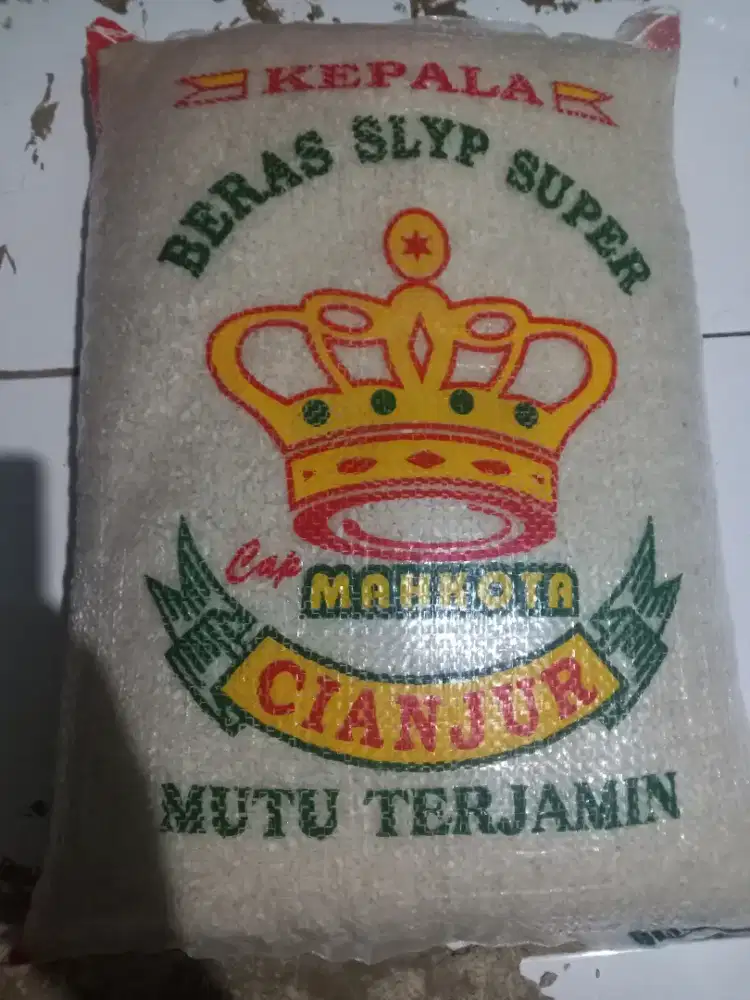 KEPALA
BERAS SLYP SUPER
Cap MAHKOTA
CIANJUR
MUTU TERJAMIN